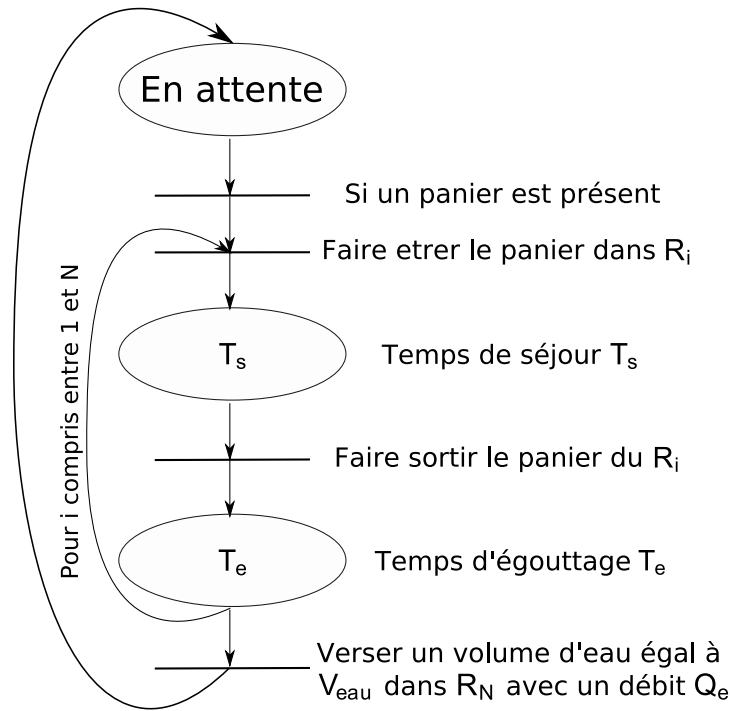 En attente
Si un panier est présent
Faire etrer le panier dans Ri
Pour i compris entre 1 et N
Ts
Temps de séjour Ts
Faire sortir le panier du Ri
Te
Temps d'égouttage Te
Verser un volume d'eau égal à
Veau dans RN avec un débit Qe